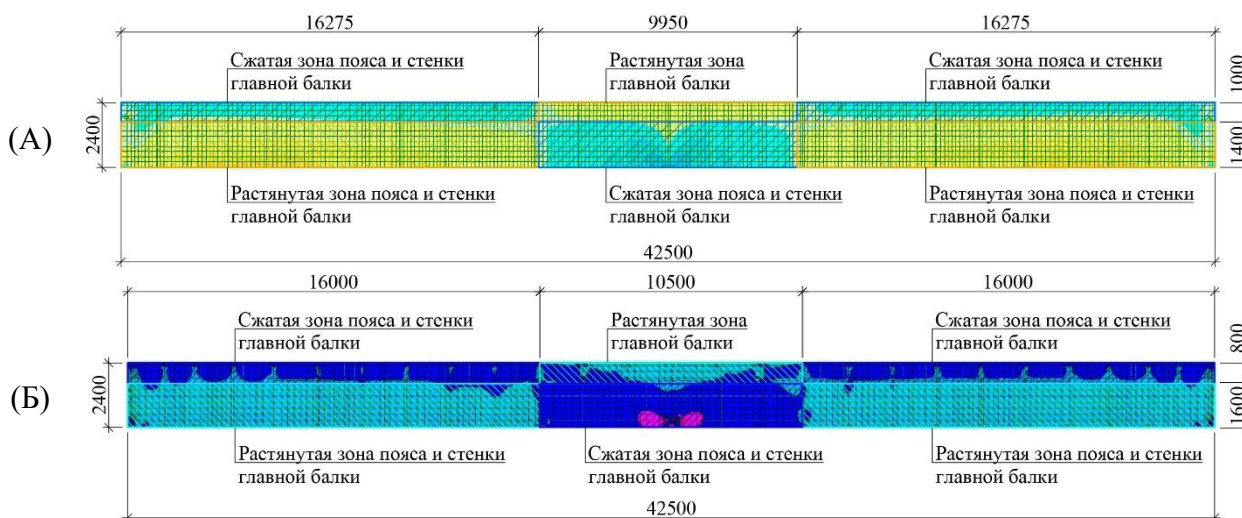 16275 9950 16275
Сжатая зона пояса и стенки
главной балки
Растянутая зона
главной балки
Сжатая зона пояса и стенки
главной балки
1000
(А)
2400
1400
Растянутая зона пояса и стенки
главной балки
Сжатая зона пояса и стенки
главной балки
Растянутая зона пояса и стенки
главной балки
42500
16000 10500 16000
Сжатая зона пояса и стенки
главной балки
Растянутая зона
главной балки
Сжатая зона пояса и стенки
главной балки
800
(Б)
2400
1600
Растянутая зона пояса и стенки
главной балки
Сжатая зона пояса и стенки
главной балки
Растянутая зона пояса и стенки
главной балки
42500